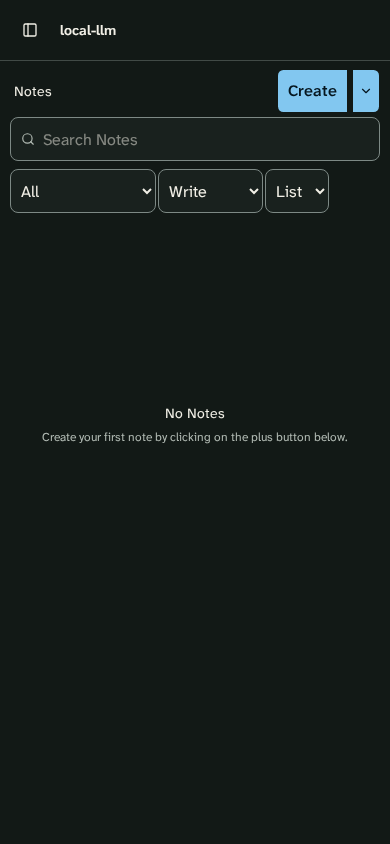 local-llm
Notes
Create
Search Notes
All
Write
List
No Notes
Create your first note by clicking on the plus button below.